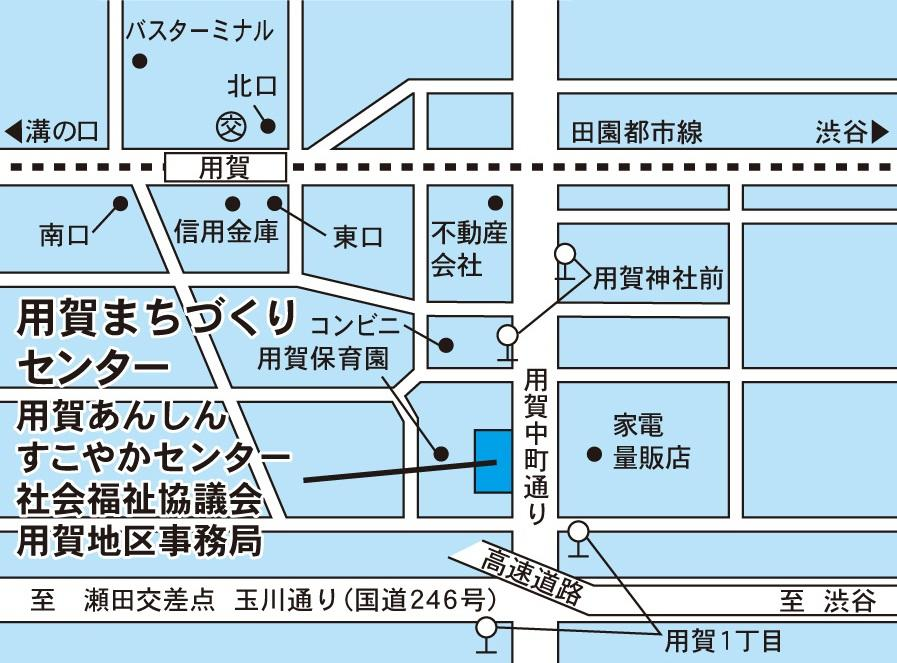 バスターミナル
北口
交
◀溝の口
田園都市線
渋谷▶
用賀
南口
信用金庫
東口
不動産
会社
用賀神社前
用賀まちづくり
センター
コンビニ
用賀保育園
用賀あんしん
すこやかセンター
社会福祉協議会
用賀地区事務局
用賀中町通り
家電
量販店
高速道路
至 瀬田交差点 玉川通り(国道246号)
至 渋谷
用賀1丁目